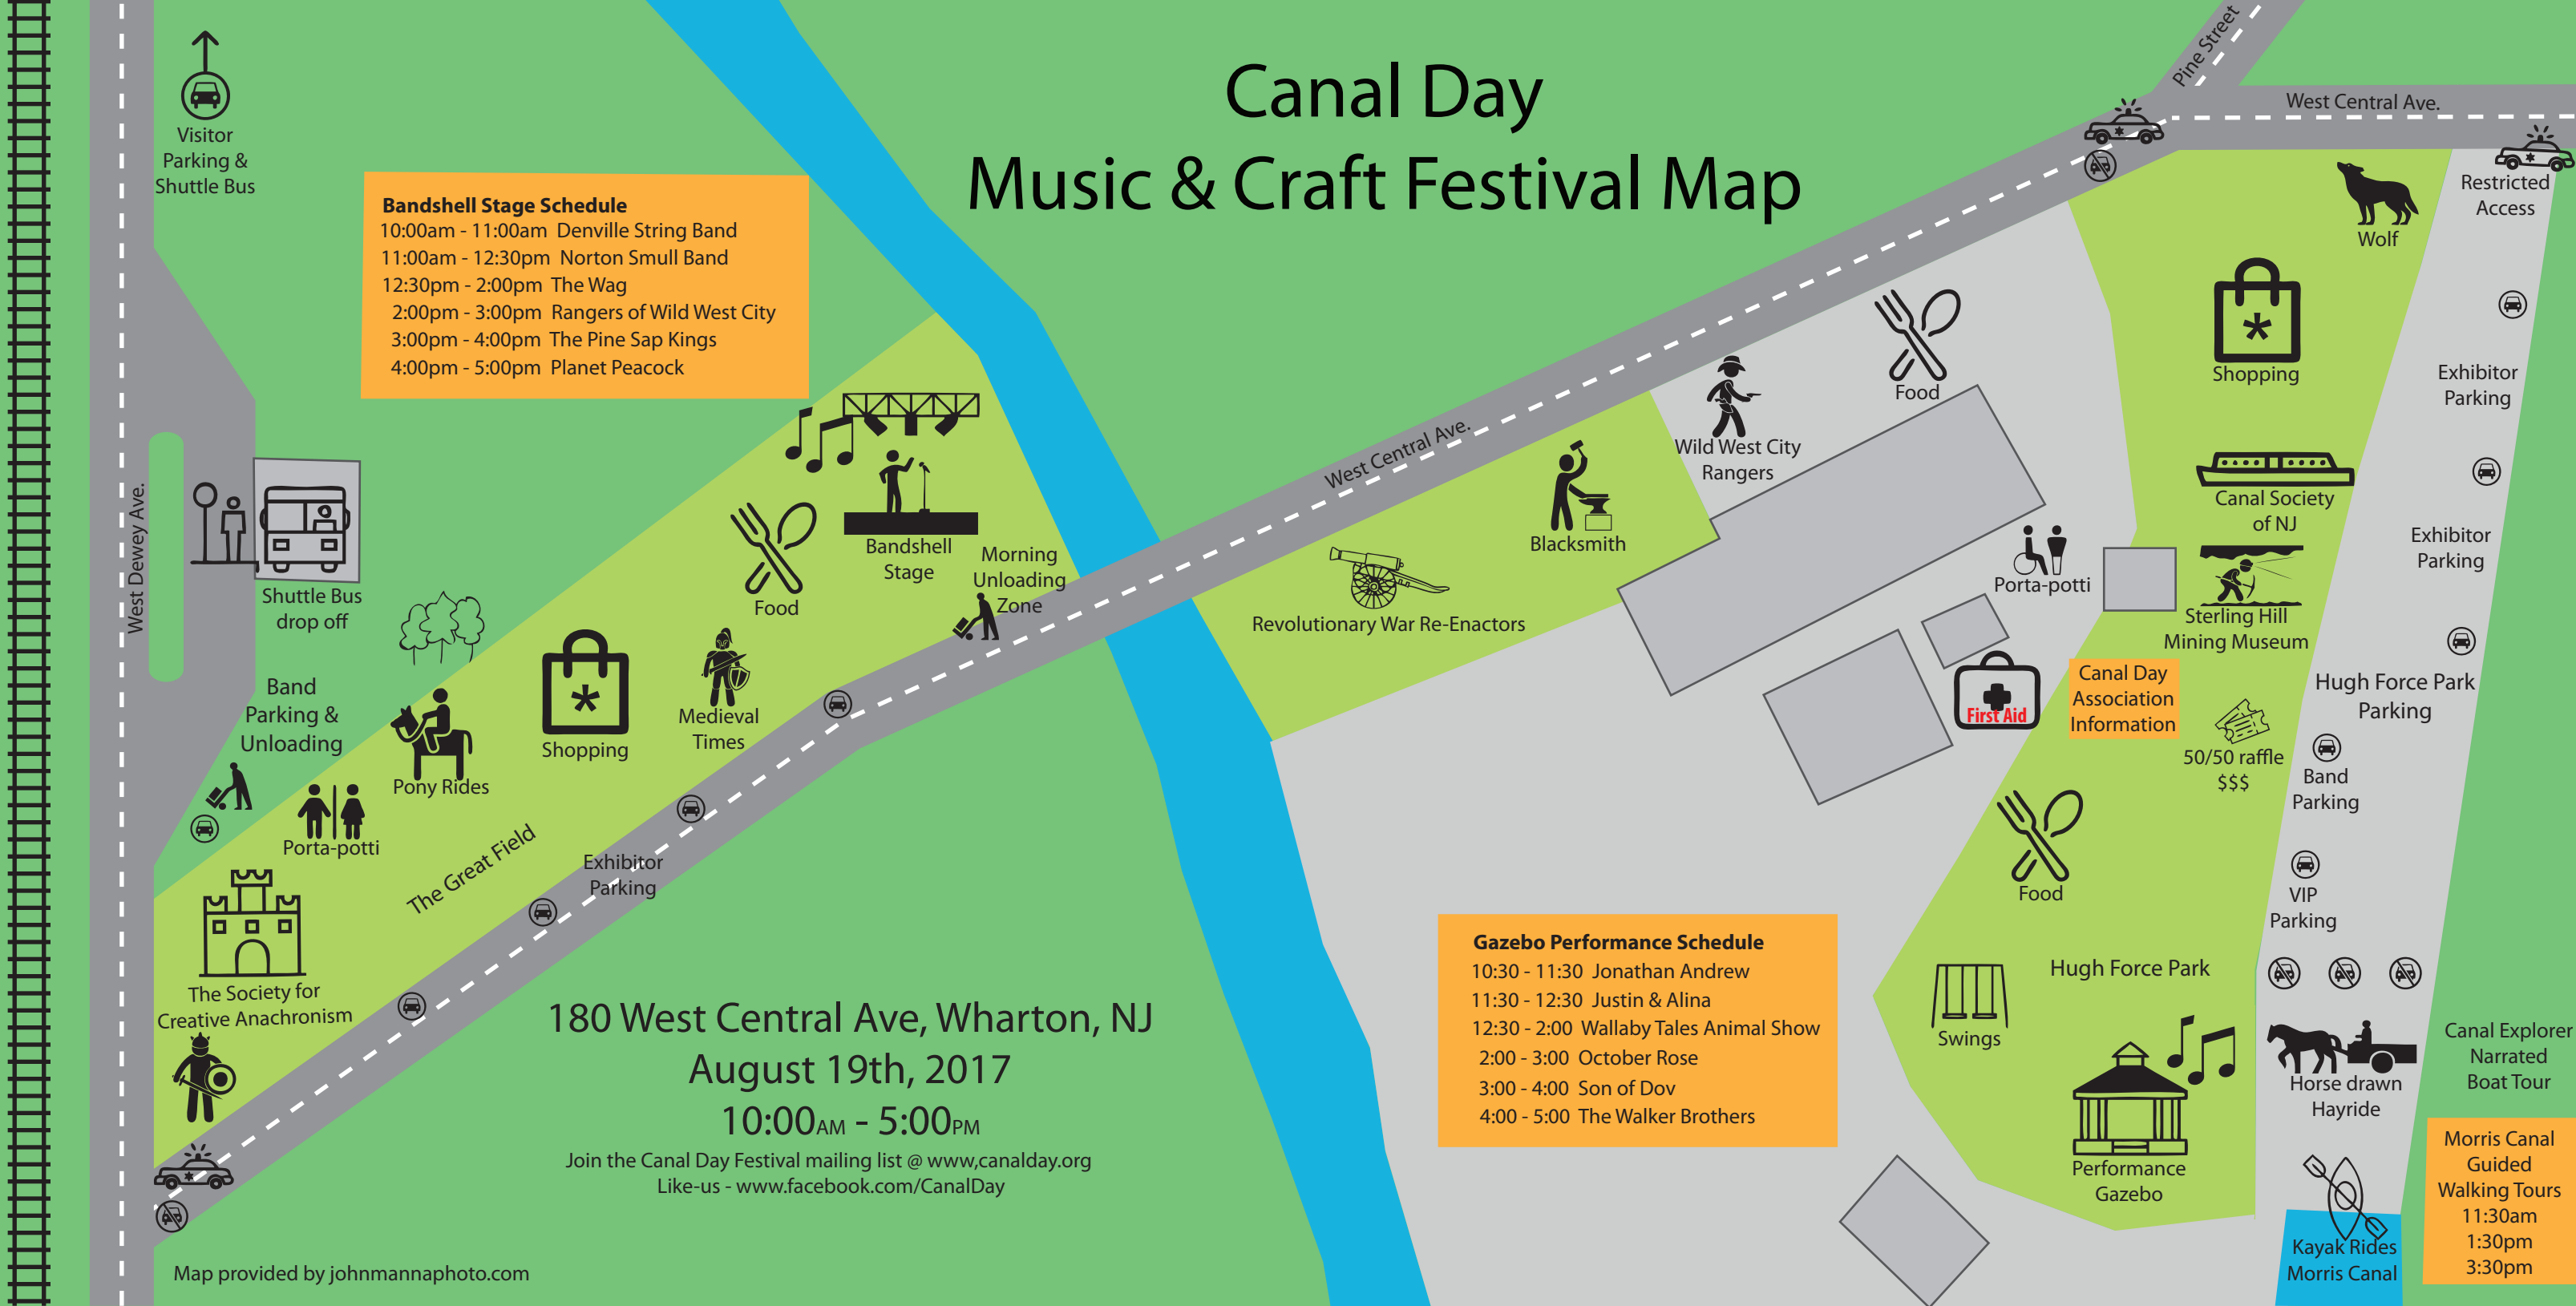 Canal Day
Music & Craft Festival Map
Visitor
Parking &
Shuttle Bus
Bandshell Stage Schedule
10:00am - 11:00am Denville String Band
11:00am - 12:30pm Norton Smull Band
12:30pm - 2:00pm The Wag
2:00pm - 3:00pm Rangers of Wild West City
3:00pm - 4:00pm The Pine Sap Kings
4:00pm - 5:00pm Planet Peacock
Pine Street
West Central Ave.
Restricted
Access
Wolf
Shopping
Exhibitor
Parking
Food
Wild West City
Rangers
West Central Ave.
Blacksmith
Revolutionary War Re-Enactors
Canal Society
of NJ
Exhibitor
Parking
Porta-potti
Sterling Hill
Mining Museum
First Aid
Canal Day
Association
Information
Hugh Force Park
Parking
50/50 raffle
$$$
Band
Parking
VIP
Parking
Food
West Dewey Ave.
Shuttle Bus
drop off
Bandshell
Stage
Morning
Unloading
Zone
Food
Medieval
Times
Shopping
Band
Parking &
Unloading
Pony Rides
Porta-potti
The Great Field
Exhibitor
Parking
The Society for
Creative Anachronism
180 West Central Ave, Wharton, NJ
August 19th, 2017
10:00AM - 5:00PM
Join the Canal Day Festival mailing list @ www,canalday.org
Like-us - www.facebook.com/CanalDay
Map provided by johnmannaphoto.com
Gazebo Performance Schedule
10:30 - 11:30 Jonathan Andrew
11:30 - 12:30 Justin & Alina
12:30 - 2:00 Wallaby Tales Animal Show
2:00 - 3:00 October Rose
3:00 - 4:00 Son of Dov
4:00 - 5:00 The Walker Brothers
Swings
Hugh Force Park
Performance
Gazebo
Horse drawn
Hayride
Canal Explorer
Narrated
Boat Tour
Kayak Rides
Morris Canal
Morris Canal
Guided
Walking Tours
11:30am
1:30pm
3:30pm